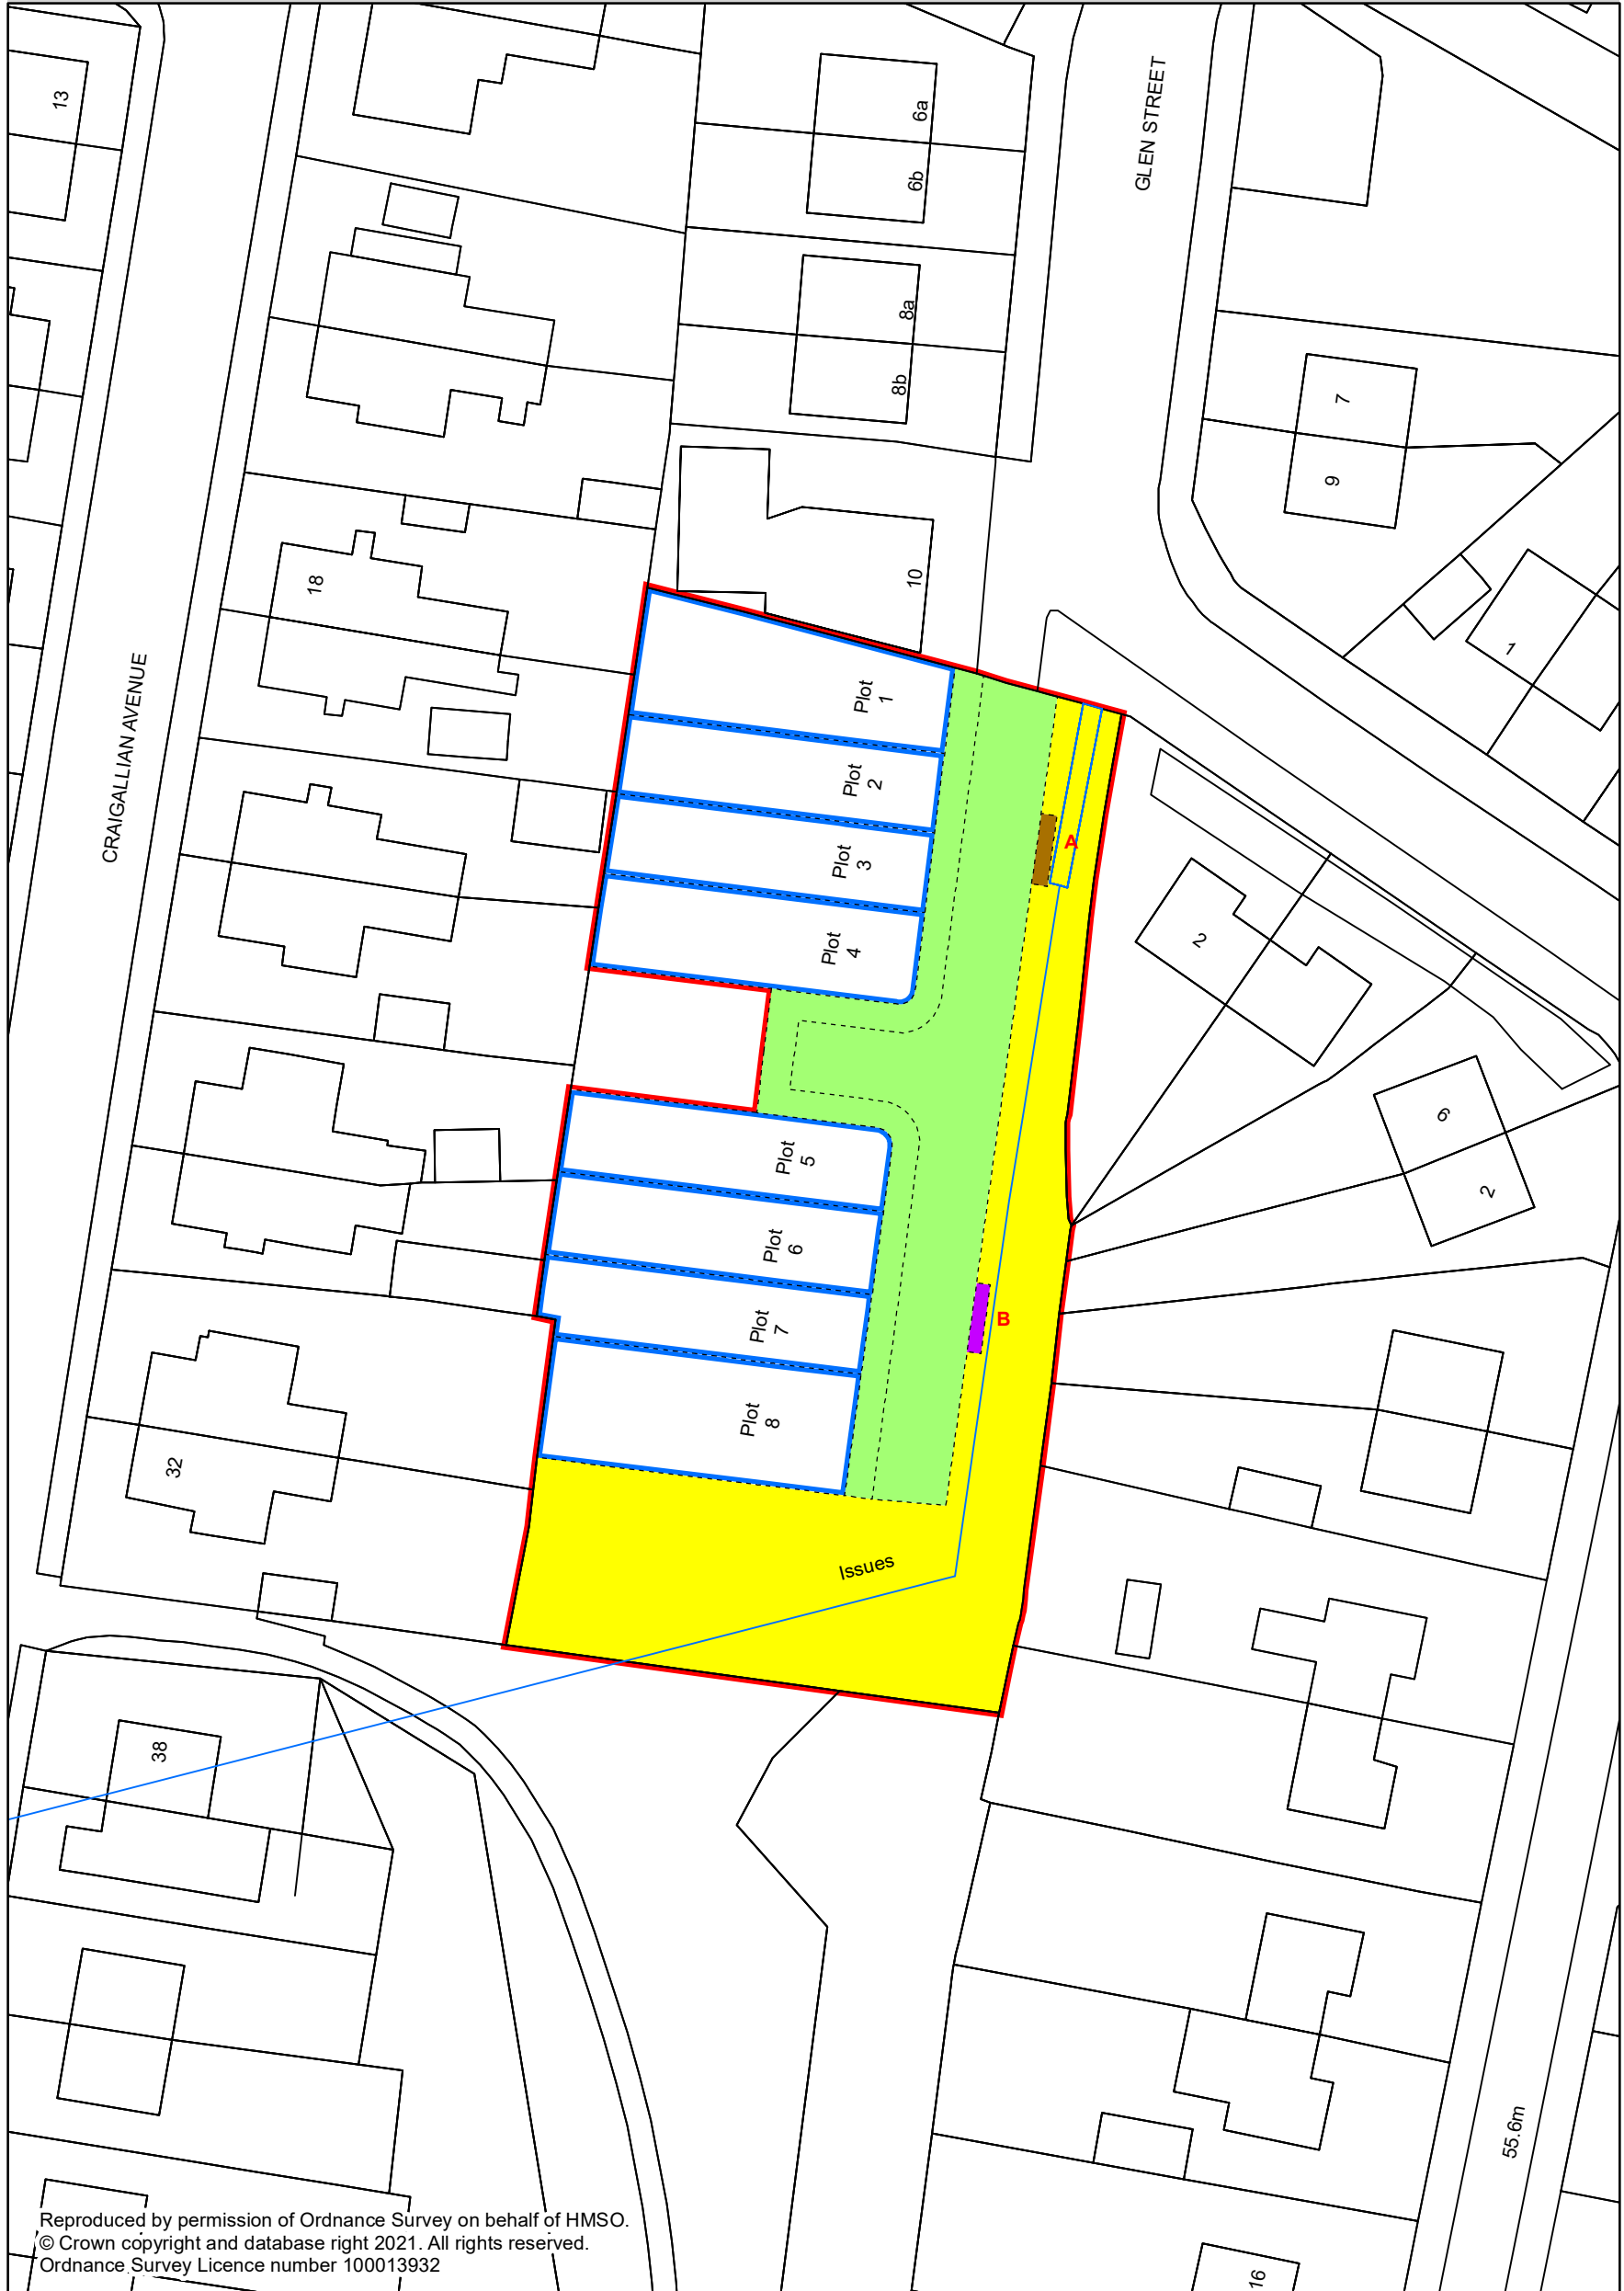 13
6a
6b
GLEN STREET
8a
8b
7
9
18
10
1
CRAIGALLIAN AVENUE
Plot
1
Plot
2
Plot
3
A
Plot
4
2
Plot
5
6
2
Plot
6
Plot
7
B
Plot
8
32
Issues
38
55.6m
16
Reproduced by permission of Ordnance Survey on behalf of HMSO.
© Crown copyright and database right 2021. All rights reserved.
Ordnance Survey Licence number 100013932